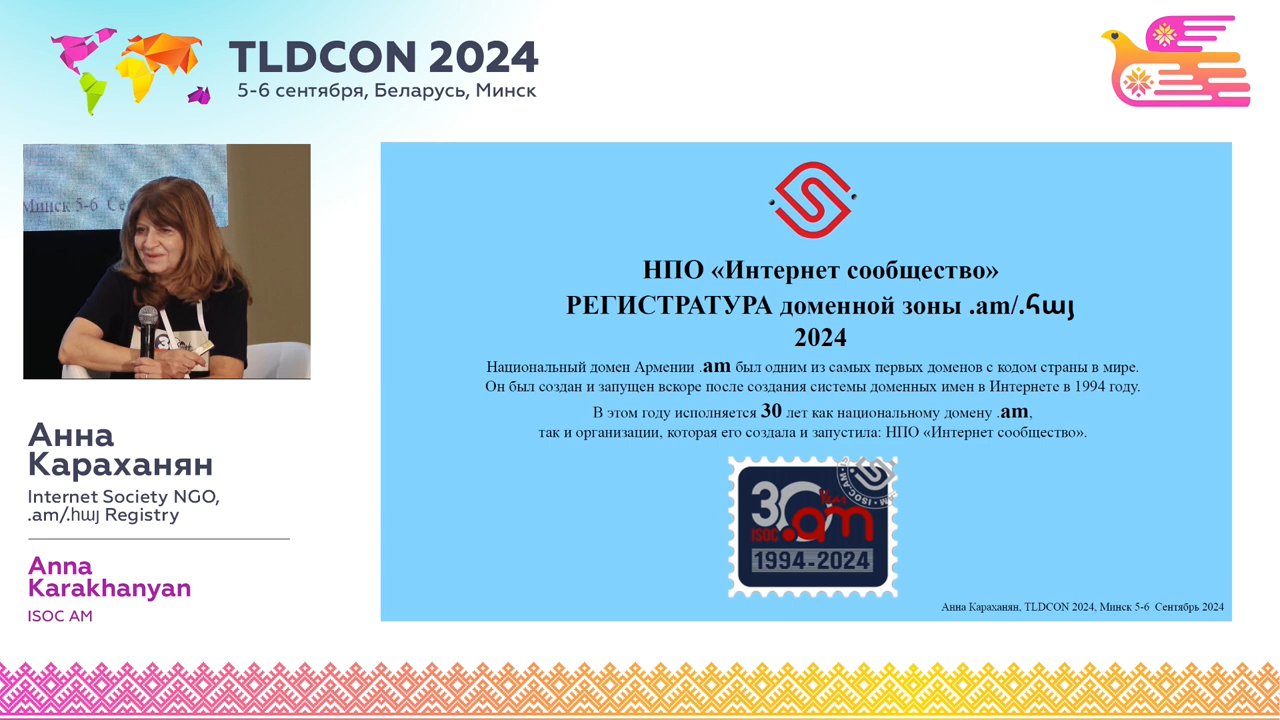 TLDCON 2024
5-6 сентября, Беларусь, Минск
Минск 5-6
Анна
Караханян
Internet Society NGO,
.am/.հայ Registry
Anna
Karakhanyan
ISOC AM
НПО «Интернет сообщество»
РЕГИСТРАТУРА доменной зоны .am/.հայ
2024
Национальный домен Армении .am был одним из самых первых доменов с кодом страны в мире.
Он был создан и запущен вскоре после создания системы доменных имен в Интернете в 1994 году.
В этом году исполняется 30 лет как национальному домену .am,
так и организации, которая его создала и запустила: НПО «Интернет сообщество».
30
ISOC .am
1994-2024
Анна Караханян, TLDCON 2024, Минск 5-6 Сентябрь 2024